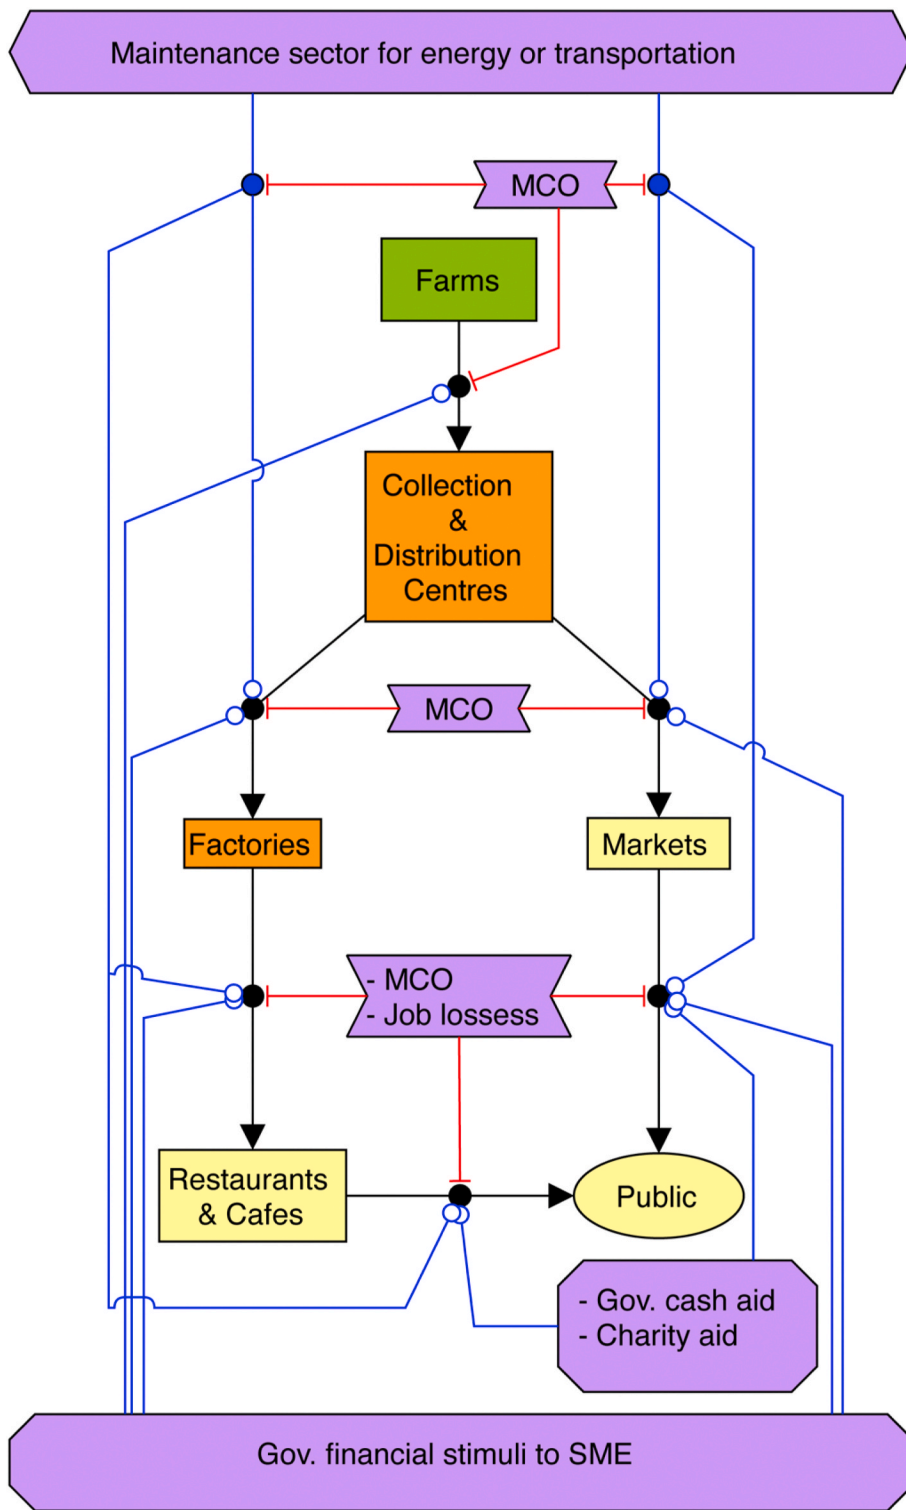 Maintenance sector for energy or transportation
MCO
Farms
Collection
&
Distribution
Centres
MCO
Factories
Markets
- MCO
- Job lossess
Restaurants
& Cafes
Public
- Gov. cash aid
- Charity aid
Gov. financial stimuli to SME